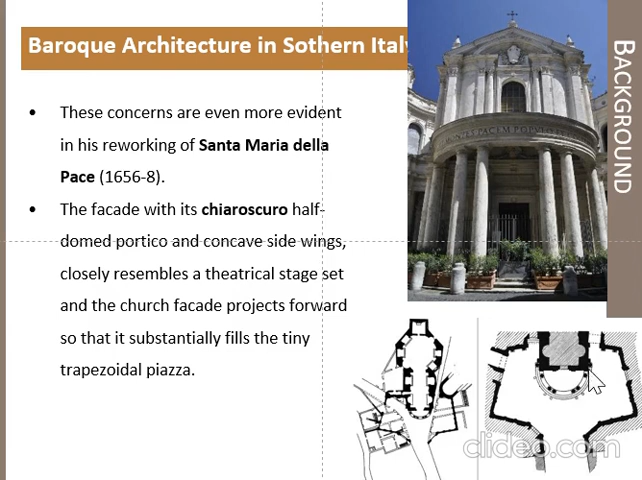 Baroque Architecture in Sothern Italy
BACKGROUND
• These concerns are even more evident
in his reworking of Santa Maria della
Pace (1656-8).
• The facade with its chiaroscuro half-
domed portico and concave side wings,
closely resembles a theatrical stage set
and the church facade projects forward
so that it substantially fills the tiny
trapezoidal piazza.
clideo.com